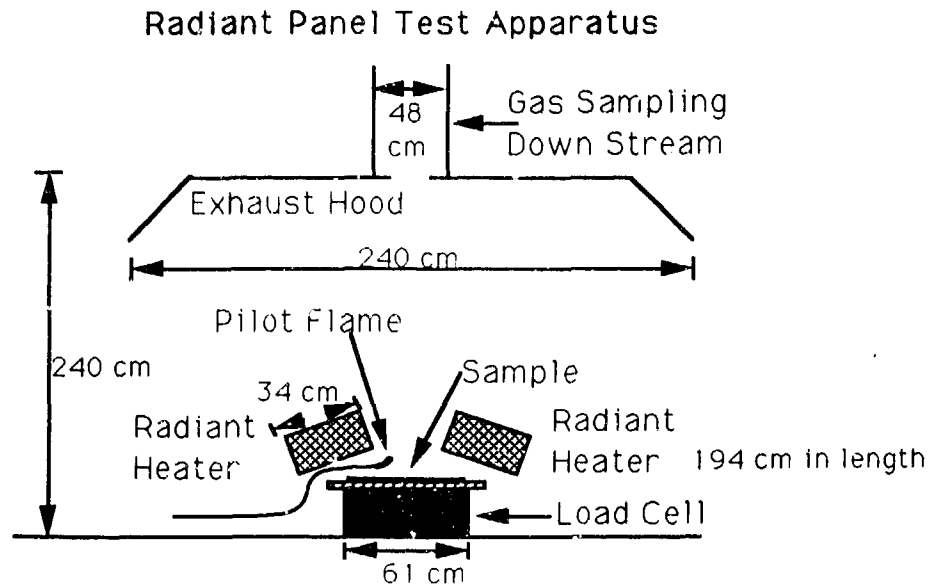 Radiant Panel Test Apparatus
48
cm
Gas Sampling
Down Stream
Exhaust Hood
240 cm
Pilot Flame
240 cm
34 cm
Sample
Radiant
Heater
Radiant
Heater 194 cm in length
Load Cell
61 cm